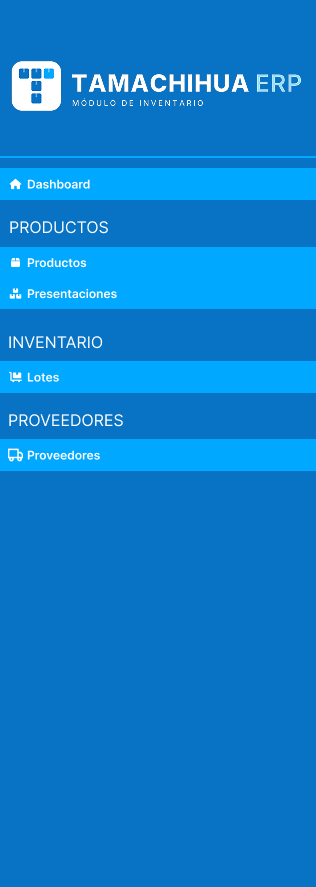 TAMACHIHUA ERP
MÓDULO DE INVENTARIO
Dashboard
PRODUCTOS
Productos
Presentaciones
INVENTARIO
Lotes
PROVEEDORES
Proveedores